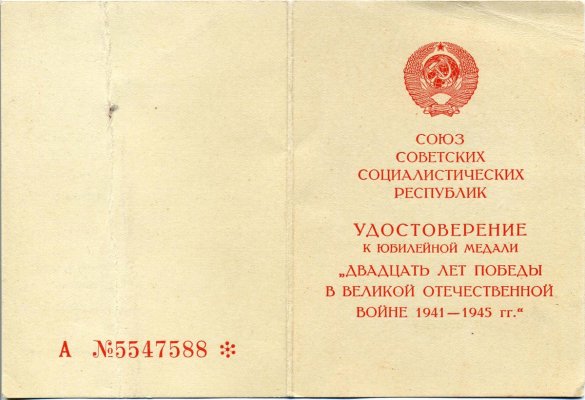 СОЮЗ
СОВЕТСКИХ
СОЦИАЛИСТИЧЕСКИХ
РЕСПУБЛИК
УДОСТОВЕРЕНИЕ
К ЮБИЛЕЙНОЙ МЕДАЛИ
„ДВАДЦАТЬ ЛЕТ ПОБЕДЫ
В ВЕЛИКОЙ ОТЕЧЕСТВЕННОЙ
ВОЙНЕ 1941—1945 гг.“
А №5547588 ✻